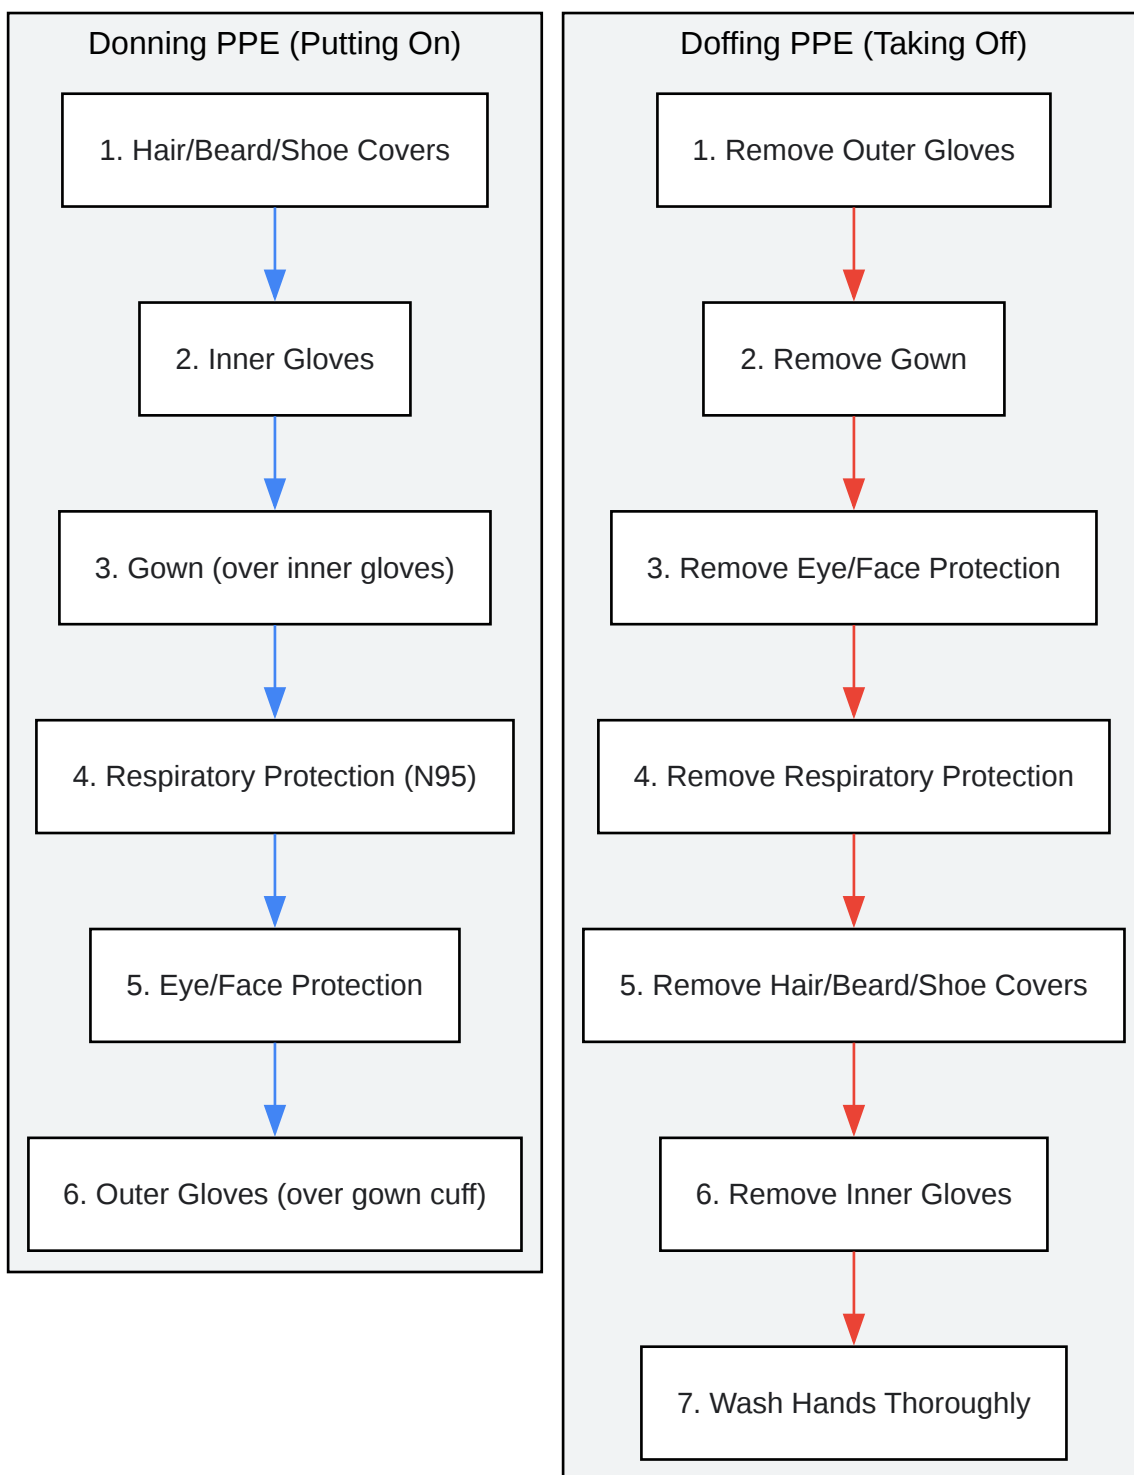 Donning PPE (Putting On)
1. Hair/Beard/Shoe Covers
2. Inner Gloves
3. Gown (over inner gloves)
4. Respiratory Protection (N95)
5. Eye/Face Protection
6. Outer Gloves (over gown cuff)
Doffing PPE (Taking Off)
1. Remove Outer Gloves
2. Remove Gown
3. Remove Eye/Face Protection
4. Remove Respiratory Protection
5. Remove Hair/Beard/Shoe Covers
6. Remove Inner Gloves
7. Wash Hands Thoroughly